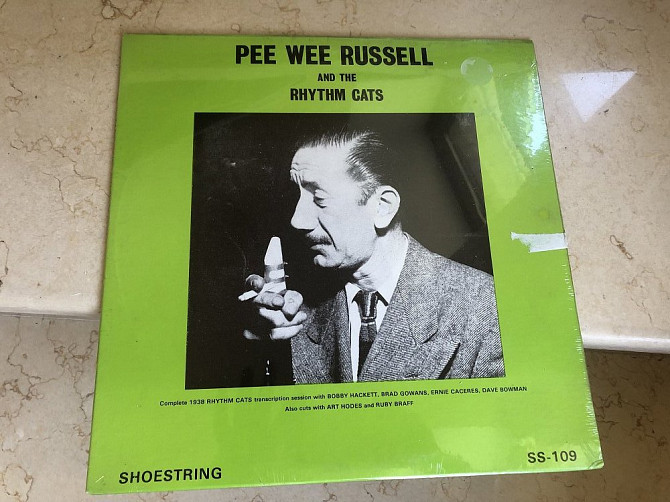 PEE WEE RUSSELL
AND THE
RHYTHM CATS
Complete 1938 RHYTHM CATS transcription session with BOBBY HACKETT, BRAD GOWANS, ERNIE CACERES, DAVE BOWMAN
Also cuts with ART HODES and RUBY BRAFF
SHOESTRING
SS-109